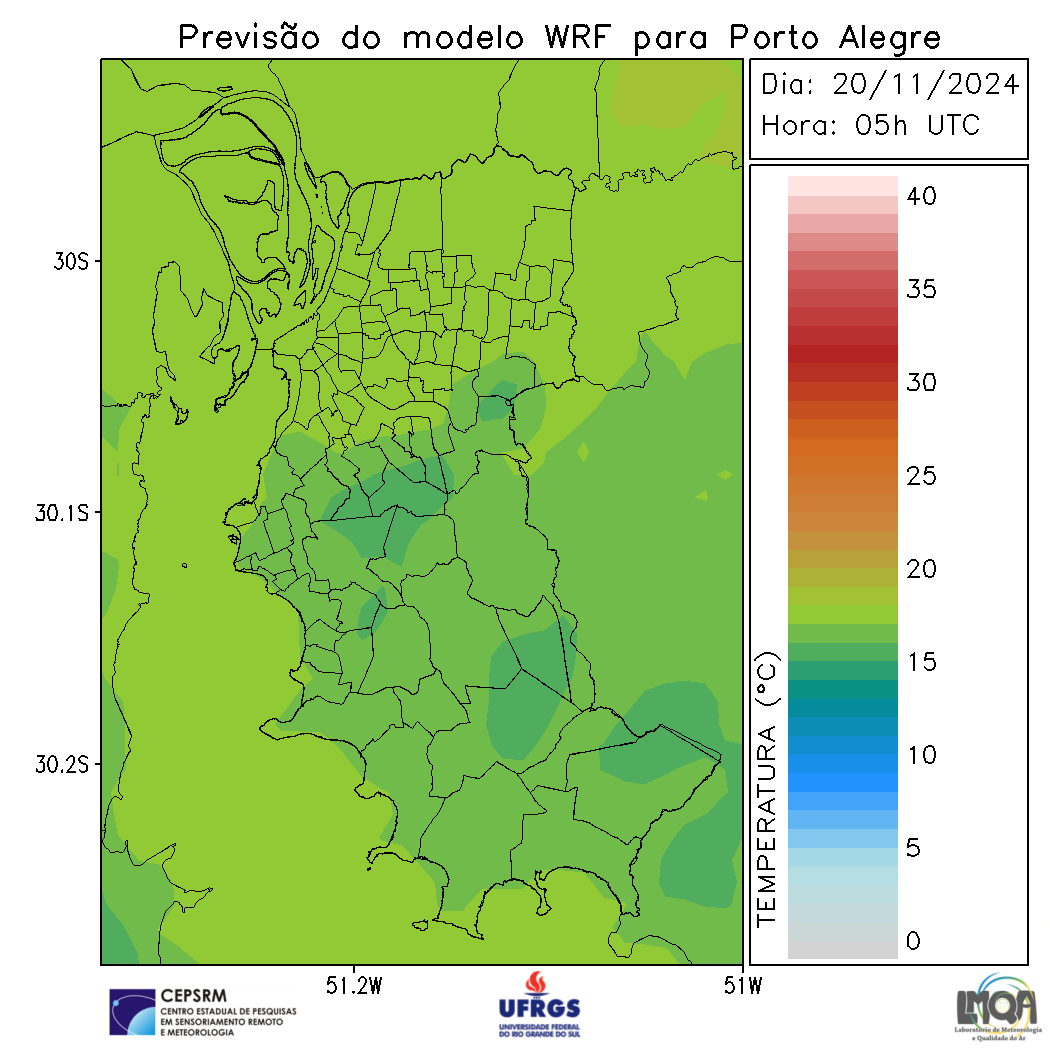 Previsão do modelo WRF para Porto Alegre
Dia: 20/11/2024
Hora: 05h UTC
30S
30.1S
30.2S
51.2W
51W
TEMPERATURA (°C)
40
35
30
25
20
15
10
5
0
CEPSRM
CENTRO ESTADUAL DE PESQUISAS
EM SENSORIAMENTO REMOTO
E METEOROLOGIA
UFRGS
UNIVERSIDADE FEDERAL
DO RIO GRANDE DO SUL
LMQA
Laboratório de Meteorologia
e Qualidade do Ar